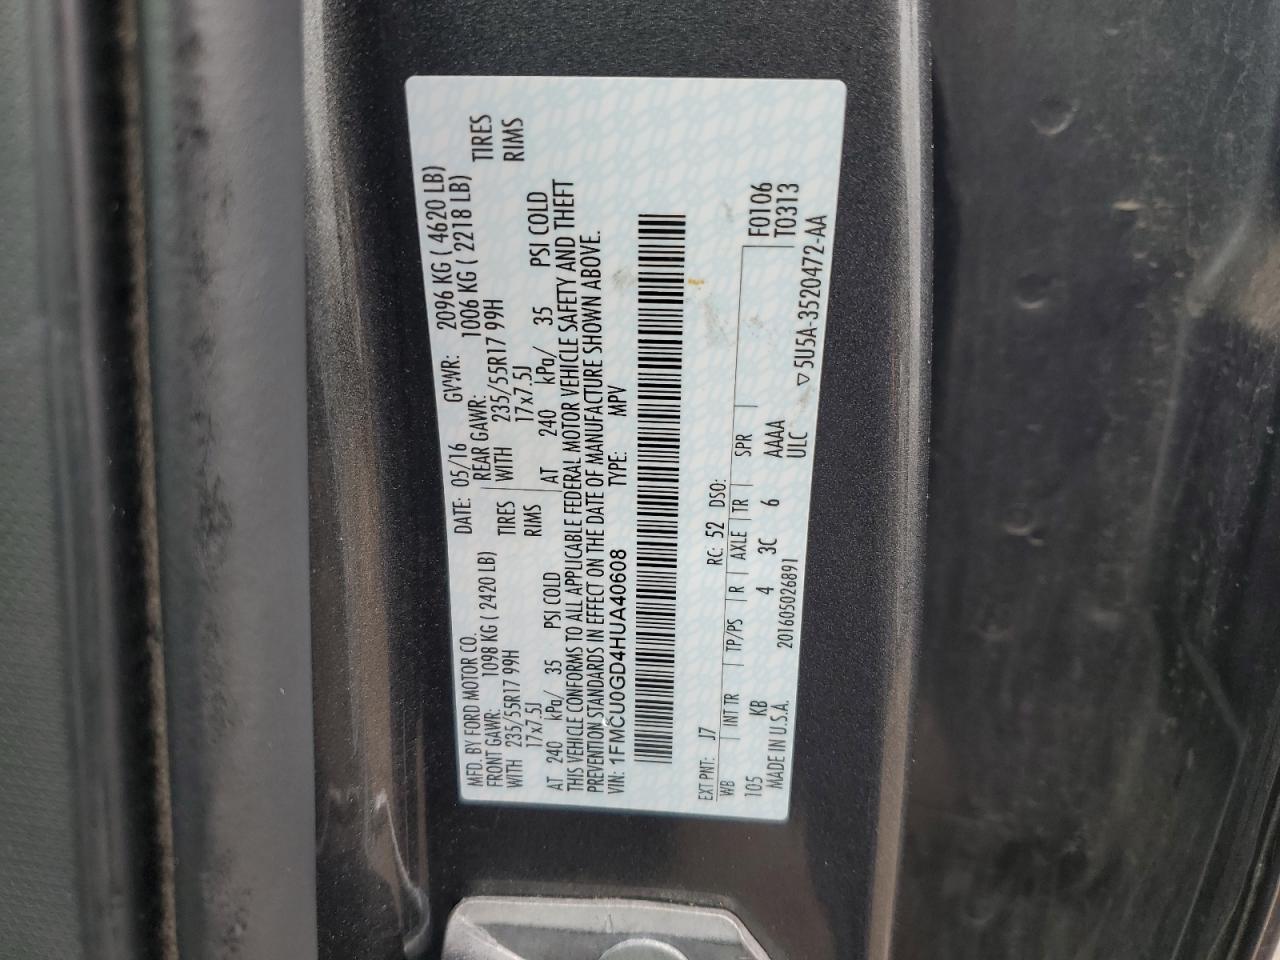 MFD. BY FORD MOTOR CO. DATE: 05/16 GVWR: 2096 KG ( 4620 LB)
FRONT GAWR: 1098 KG ( 2420 LB) REAR GAWR: 1006 KG ( 2218 LB)
WITH 235/55R17 99H TIRES WITH 235/55R17 99H TIRES
17x7.5J RIMS 17x7.5J RIMS
AT 240 kPa/ 35 PSI COLD AT 240 kPa/ 35 PSI COLD
THIS VEHICLE CONFORMS TO ALL APPLICABLE FEDERAL MOTOR VEHICLE SAFETY AND THEFT
PREVENTION STANDARDS IN EFFECT ON THE DATE OF MANUFACTURE SHOWN ABOVE.
VIN: 1FMCU0GD4HUA40608 TYPE: MPV
EXT PNT: J7 RC: 52 DSO: F0106
WB INT TR TP/PS R AXLE TR SPR T0313
105 KB 4 3C 6 AAAA
MADE IN U.S.A. 201605026891 ULC ▽5U5A-3520472-AA